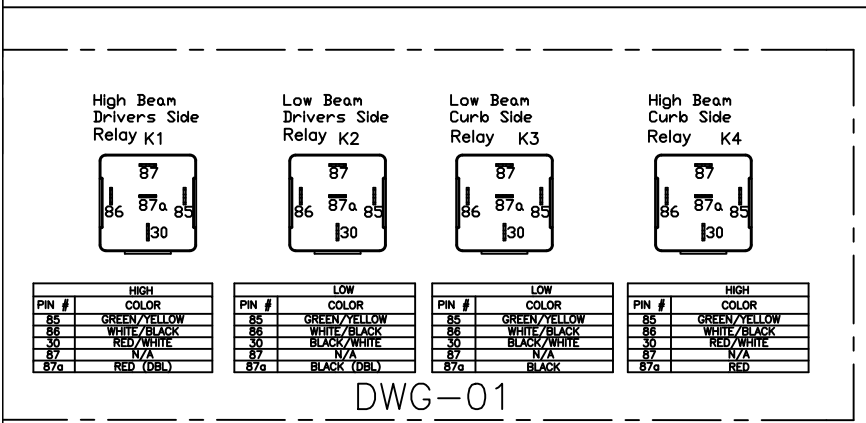 High Beam
Drivers Side
Relay K1
87
86 87a 85
30
Low Beam
Drivers Side
Relay K2
87
86 87a 85
30
Low Beam
Curb Side
Relay K3
87
86 87a 85
30
High Beam
Curb Side
Relay K4
87
86 87a 85
30
HIGH
PIN # COLOR
85 GREEN/YELLOW
86 WHITE/BLACK
30 RED/WHITE
87 N/A
87a RED (DBL)
LOW
PIN # COLOR
85 GREEN/YELLOW
86 WHITE/BLACK
30 BLACK/WHITE
87 N/A
87a BLACK (DBL)
LOW
PIN # COLOR
85 GREEN/YELLOW
86 WHITE/BLACK
30 BLACK/WHITE
87 N/A
87a BLACK
HIGH
PIN # COLOR
85 GREEN/YELLOW
86 WHITE/BLACK
30 RED/WHITE
87 N/A
87a RED
DWG-01